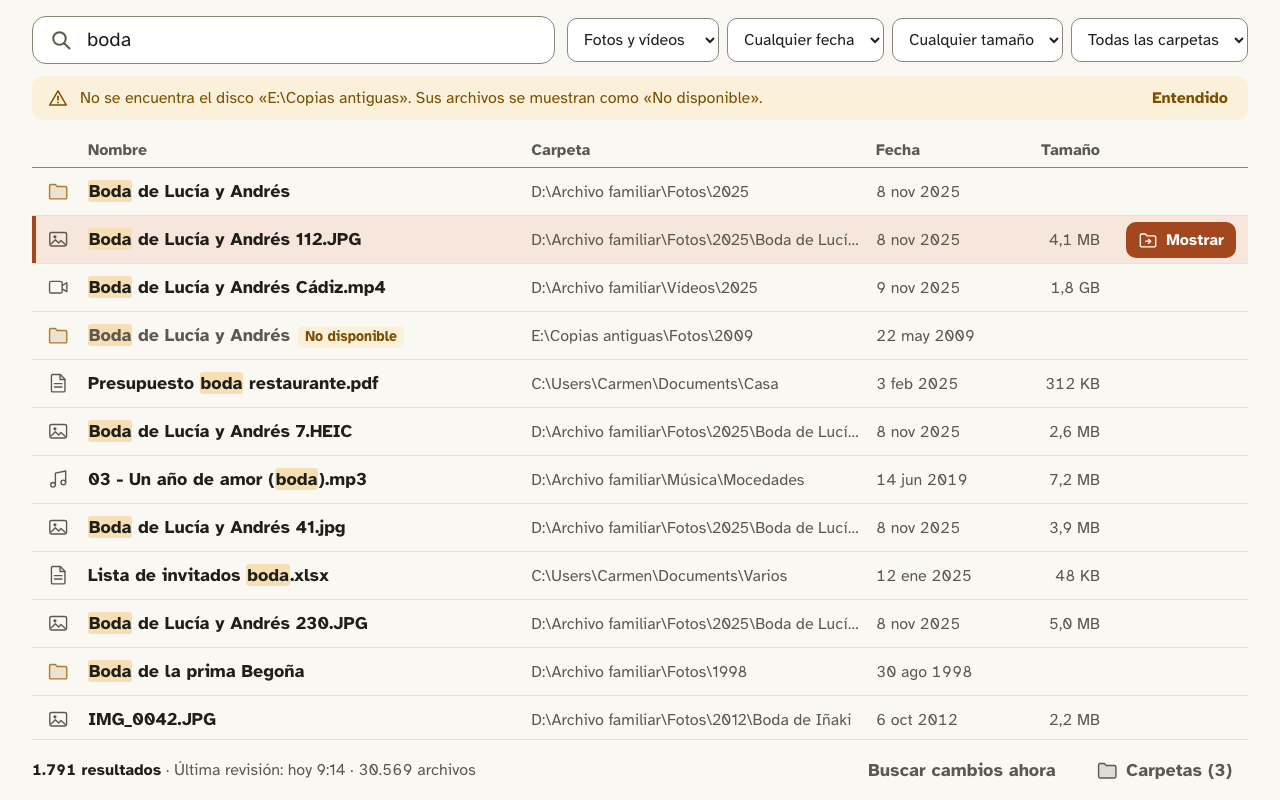 boda Fotos y vídeos Cualquier fecha Cualquier tamaño Todas las carpetas
No se encuentra el disco «E:\Copias antiguas». Sus archivos se muestran como «No disponible». Entendido
Nombre Carpeta Fecha Tamaño
Boda de Lucía y Andrés D:\Archivo familiar\Fotos\2025 8 nov 2025
Boda de Lucía y Andrés 112.JPG D:\Archivo familiar\Fotos\2025\Boda de Lucí... 8 nov 2025 4,1 MB Mostrar
Boda de Lucía y Andrés Cádiz.mp4 D:\Archivo familiar\Vídeos\2025 9 nov 2025 1,8 GB
Boda de Lucía y Andrés No disponible E:\Copias antiguas\Fotos\2009 22 may 2009
Presupuesto boda restaurante.pdf C:\Users\Carmen\Documents\Casa 3 feb 2025 312 KB
Boda de Lucía y Andrés 7.HEIC D:\Archivo familiar\Fotos\2025\Boda de Lucí... 8 nov 2025 2,6 MB
03 - Un año de amor (boda).mp3 D:\Archivo familiar\Música\Mocedades 14 jun 2019 7,2 MB
Boda de Lucía y Andrés 41.jpg D:\Archivo familiar\Fotos\2025\Boda de Lucí... 8 nov 2025 3,9 MB
Lista de invitados boda.xlsx C:\Users\Carmen\Documents\Varios 12 ene 2025 48 KB
Boda de Lucía y Andrés 230.JPG D:\Archivo familiar\Fotos\2025\Boda de Lucí... 8 nov 2025 5,0 MB
Boda de la prima Begoña D:\Archivo familiar\Fotos\1998 30 ago 1998
IMG_0042.JPG D:\Archivo familiar\Fotos\2012\Boda de Iñaki 6 oct 2012 2,2 MB
1.791 resultados · Última revisión: hoy 9:14 · 30.569 archivos Buscar cambios ahora Carpetas (3)